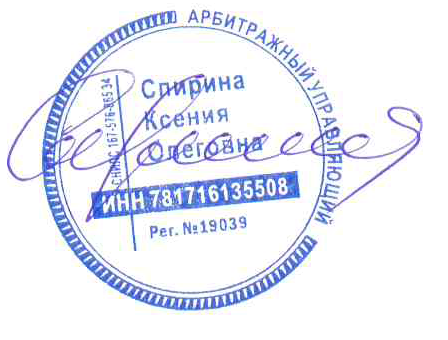 АРБИТРАЖНЫЙ УПРАВЛЯЮЩИЙ
Спирина
Ксения
Олеговна
СНИЛС 167-576-865 34
ИНН 781716135508
Рег. №19039